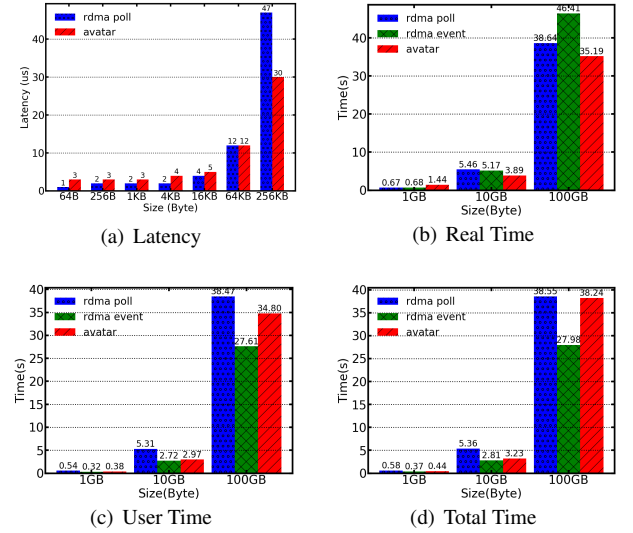 47
rdma poll
avatar
40
30
30
20
12 12
10
1 3 2 3 2 3 2 4 4 5
0
64B 256B 1KB 4KB 16KB 64KB 256KB
Latency (us)
Size (Byte)
(a) Latency
46.41
rdma poll
rdma event
avatar
40
38.64
35.19
30
20
10
5.46 5.17 3.89
0.67 0.68 1.44
0
1GB 10GB 100GB
Time(s)
Size(Byte)
(b) Real Time
40
38.47
rdma poll
rdma event
avatar
35
34.80
30
27.61
25
20
15
10
5
5.31 2.72 2.97
0.54 0.32 0.38
0
1GB 10GB 100GB
Time(s)
Size(Byte)
(c) User Time
40
38.55 38.24
rdma poll
rdma event
avatar
35
30
27.98
25
20
15
10
5
5.36 2.81 3.23
0.58 0.37 0.44
0
1GB 10GB 100GB
Time(s)
Size(Byte)
(d) Total Time